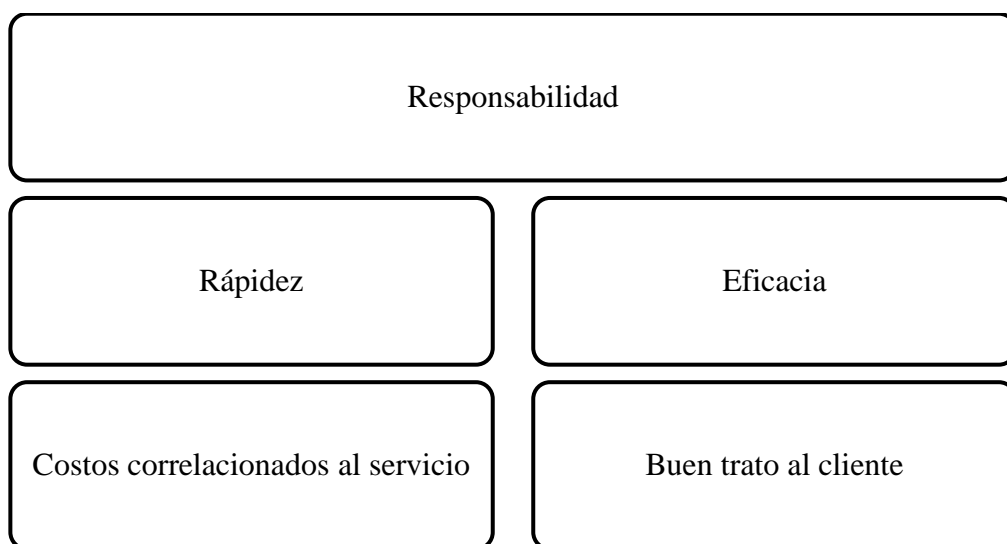 Responsabilidad
Rápidez
Eficacia
Costos correlacionados al servicio
Buen trato al cliente